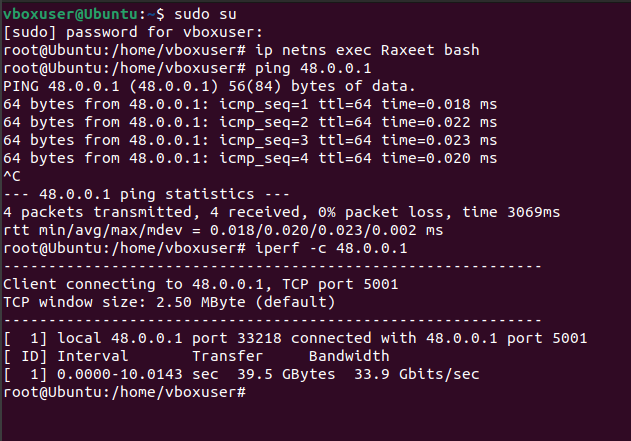 vboxuser@Ubuntu:~$ sudo su
[sudo] password for vboxuser:
root@Ubuntu:/home/vboxuser# ip netns exec Raxeet bash
root@Ubuntu:/home/vboxuser# ping 48.0.0.1
PING 48.0.0.1 (48.0.0.1) 56(84) bytes of data.
64 bytes from 48.0.0.1: icmp_seq=1 ttl=64 time=0.018 ms
64 bytes from 48.0.0.1: icmp_seq=2 ttl=64 time=0.022 ms
64 bytes from 48.0.0.1: icmp_seq=3 ttl=64 time=0.023 ms
64 bytes from 48.0.0.1: icmp_seq=4 ttl=64 time=0.020 ms
^C
--- 48.0.0.1 ping statistics ---
4 packets transmitted, 4 received, 0% packet loss, time 3069ms
rtt min/avg/max/mdev = 0.018/0.020/0.023/0.002 ms
root@Ubuntu:/home/vboxuser# iperf -c 48.0.0.1
------------------------------------------------------------
Client connecting to 48.0.0.1, TCP port 5001
TCP window size: 2.50 MByte (default)
------------------------------------------------------------
[  1] local 48.0.0.1 port 33218 connected with 48.0.0.1 port 5001
[ ID] Interval       Transfer     Bandwidth
[  1] 0.0000-10.0143 sec  39.5 GBytes  33.9 Gbits/sec
root@Ubuntu:/home/vboxuser#